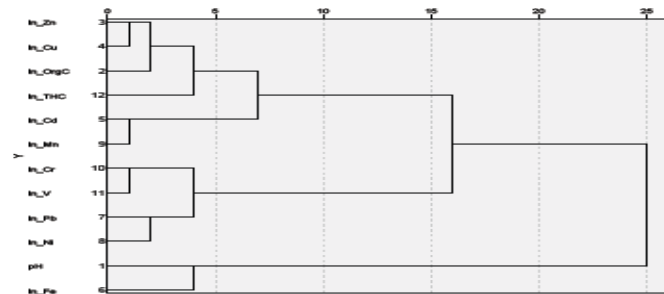 0 5 10 15 20 25
ln_Zn 3
ln_Cu 4
ln_OrgC 2
ln_THC 12
ln_Cd 5
ln_Mn 9
Y
ln_Cr 10
ln_V 11
ln_Pb 7
ln_Ni 8
pH 1
ln_Fe 6